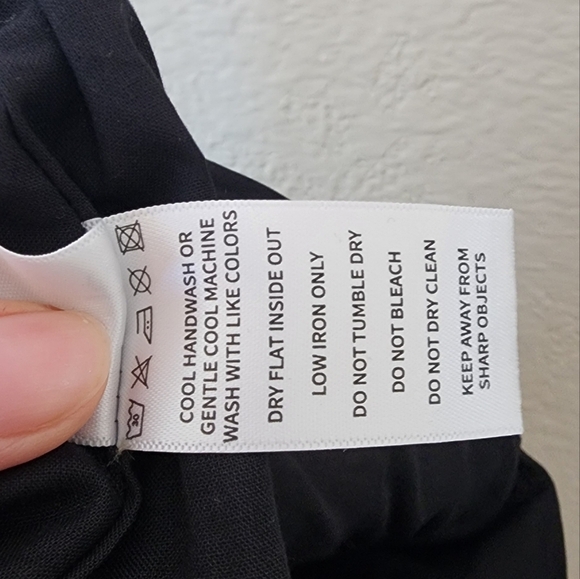 30
COOL HANDWASH OR
GENTLE COOL MACHINE
WASH WITH LIKE COLORS
DRY FLAT INSIDE OUT
LOW IRON ONLY
DO NOT TUMBLE DRY
DO NOT BLEACH
DO NOT DRY CLEAN
KEEP AWAY FROM
SHARP OBJECTS